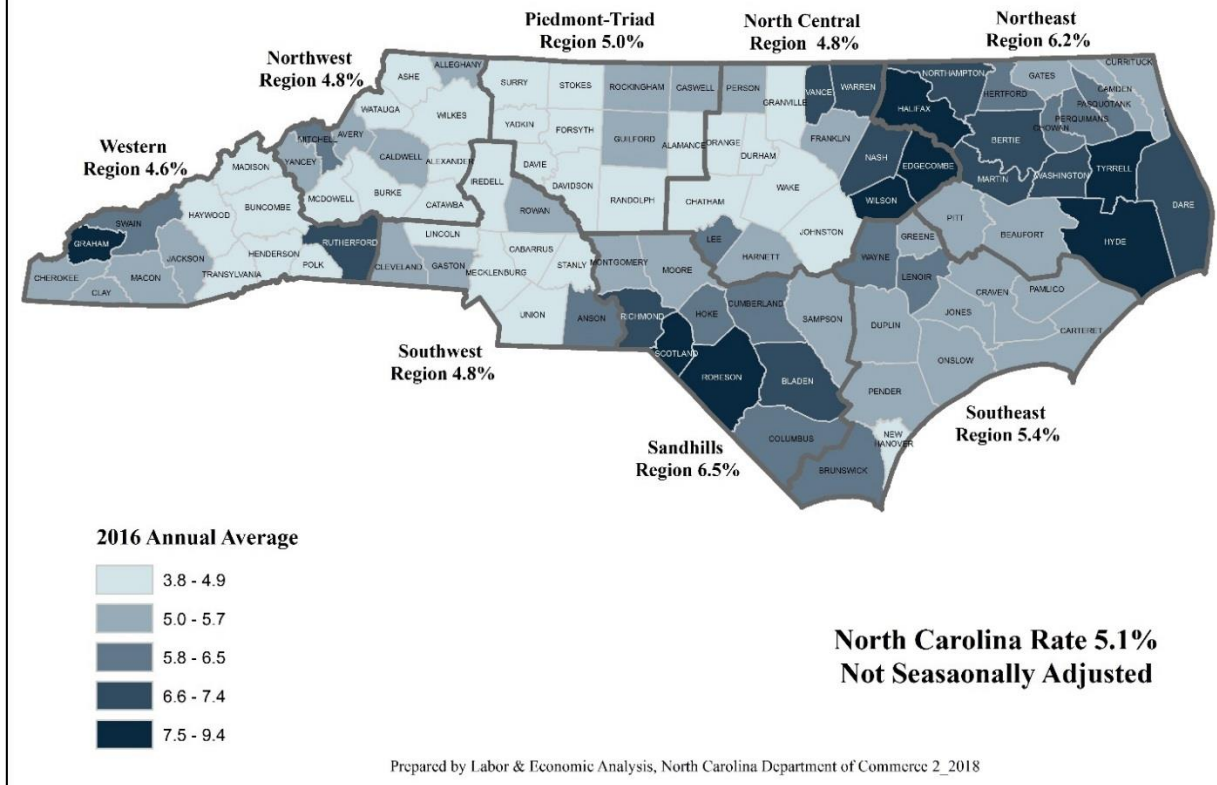 Piedmont-Triad
Region 5.0%
North Central
Region 4.8%
Northeast
Region 6.2%
Northwest
Region 4.8%
Western
Region 4.6%
Southwest
Region 4.8%
Sandhills
Region 6.5%
Southeast
Region 5.4%
ALLEGHANY
ASHE
SURRY
STOKES
ROCKINGHAM
CASWELL
PERSON
GRANVILLE
VANCE
WARREN
NORTHAMPTON
HALIFAX
HERTFORD
GATES
CURRITUCK
CAMDEN
PASQUOTANK
PERQUIMANS
CHOWAN
WATAUGA
WILKES
YADKIN
FORSYTH
GUILFORD
ALAMANCE
ORANGE
DURHAM
FRANKLIN
NASH
EDGECOMBE
BERTIE
MARTIN
WASHINGTON
TYRRELL
DARE
MITCHELL
AVERY
YANCEY
CALDWELL
ALEXANDER
MADISON
IREDELL
DAVIE
DAVIDSON
RANDOLPH
CHATHAM
WAKE
WILSON
MCDOWELL
BURKE
CATAWBA
BUNCOMBE
HAYWOOD
SWAIN
GRAHAM
ROWAN
JOHNSTON
PITT
BEAUFORT
HYDE
GREENE
LEE
HARNETT
WAYNE
LENOIR
RUTHERFORD
LINCOLN
CABARRUS
STANLY
MONTGOMERY
MOORE
CHEROKEE
CLAY
MACON
JACKSON
TRANSYLVANIA
HENDERSON
POLK
CLEVELAND
GASTON
MECKLENBURG
UNION
ANSON
RICHMOND
HOKE
CUMBERLAND
SAMPSON
DUPLIN
JONES
CRAVEN
PAMLICO
CARTERET
ONSLOW
SCOTLAND
ROBESON
BLADEN
PENDER
NEW
HANOVER
COLUMBUS
BRUNSWICK
2016 Annual Average
3.8 - 4.9
5.0 - 5.7
5.8 - 6.5
6.6 - 7.4
7.5 - 9.4
North Carolina Rate 5.1%
Not Seasaonally Adjusted
Prepared by Labor & Economic Analysis, North Carolina Department of Commerce 2_2018